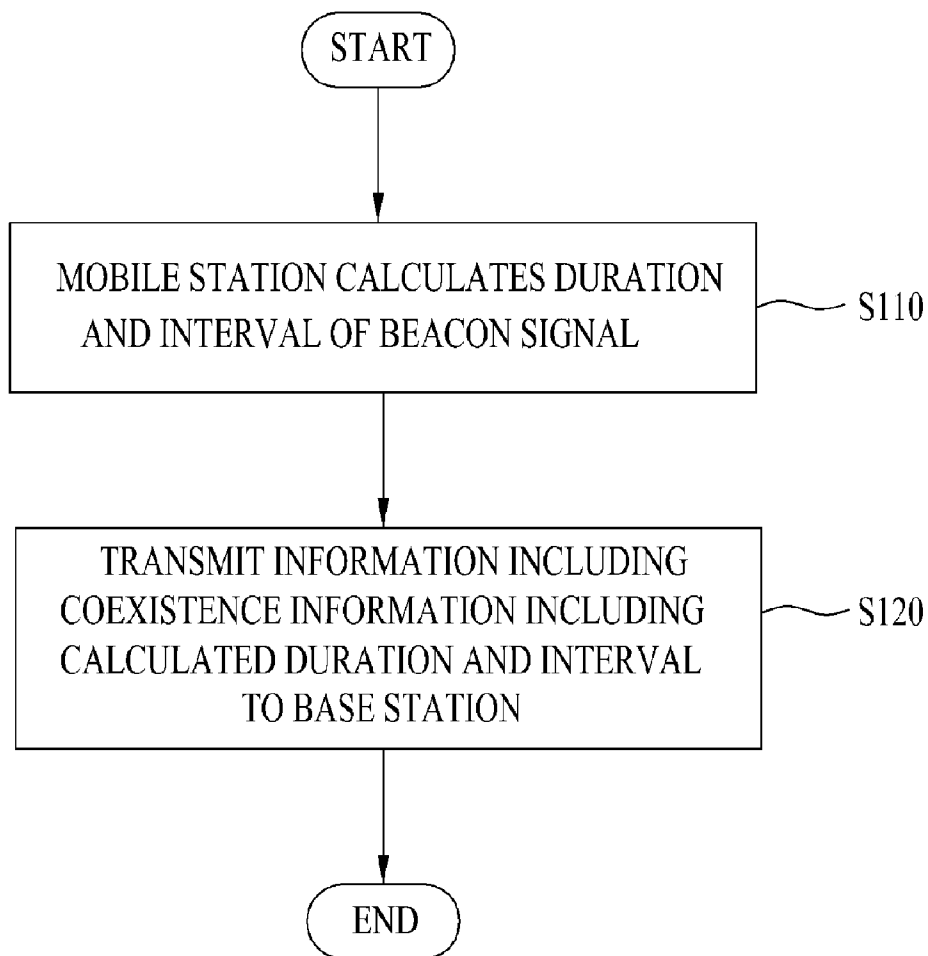 START
MOBILE STATION CALCULATES DURATION
AND INTERVAL OF BEACON SIGNAL
S110
TRANSMIT INFORMATION INCLUDING
COEXISTENCE INFORMATION INCLUDING
CALCULATED DURATION AND INTERVAL
TO BASE STATION
S120
END